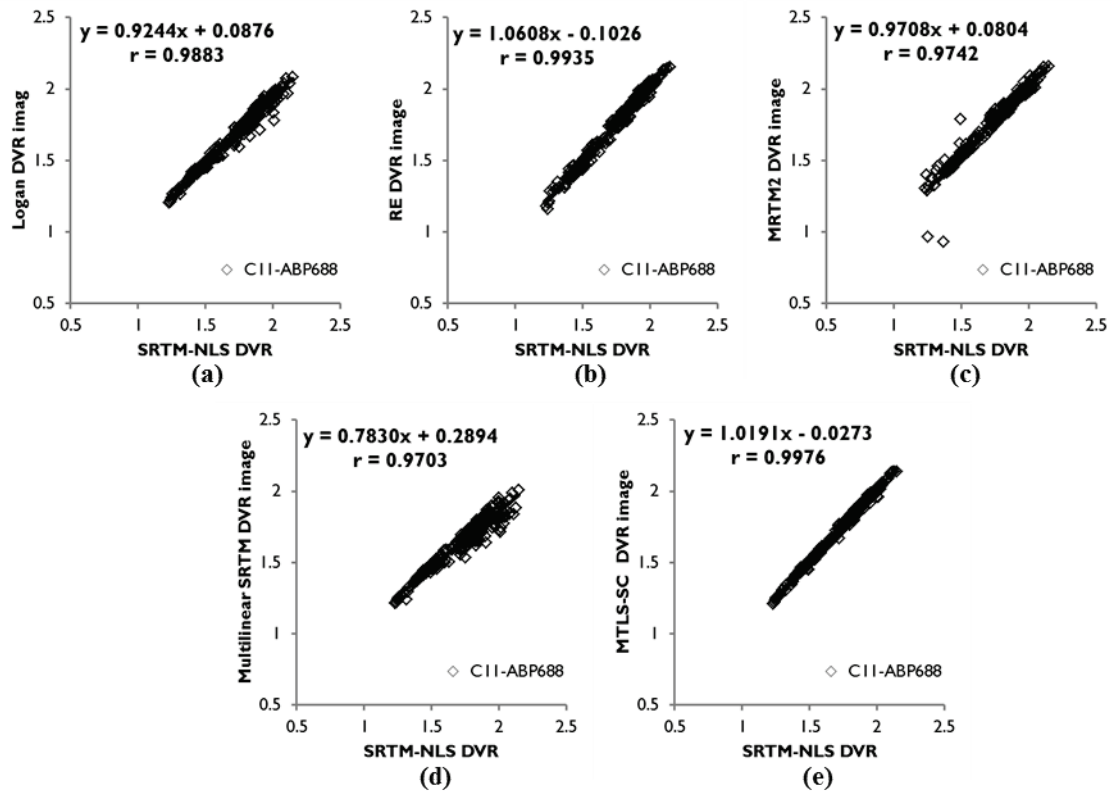 2.5
y = 0.9244x + 0.0876
r = 0.9883
2
1.5
1
0.5
Logan DVR imag
C11-ABP688
0.5 1 1.5 2 2.5
SRTM-NLS DVR
(a)
2.5
y = 1.0608x - 0.1026
r = 0.9935
2
1.5
1
0.5
RE DVR image
C11-ABP688
0.5 1 1.5 2 2.5
SRTM-NLS DVR
(b)
2.5
y = 0.9708x + 0.0804
r = 0.9742
2
1.5
1
0.5
MRTM2 DVR image
C11-ABP688
0.5 1 1.5 2 2.5
SRTM-NLS DVR
(c)
2.5
y = 0.7830x + 0.2894
r = 0.9703
2
1.5
1
0.5
Multilinear SRTM DVR image
C11-ABP688
0.5 1 1.5 2 2.5
SRTM-NLS DVR
(d)
2.5
y = 1.0191x - 0.0273
r = 0.9976
2
1.5
1
0.5
MTLS-SC DVR image
C11-ABP688
0.5 1 1.5 2 2.5
SRTM-NLS DVR
(e)